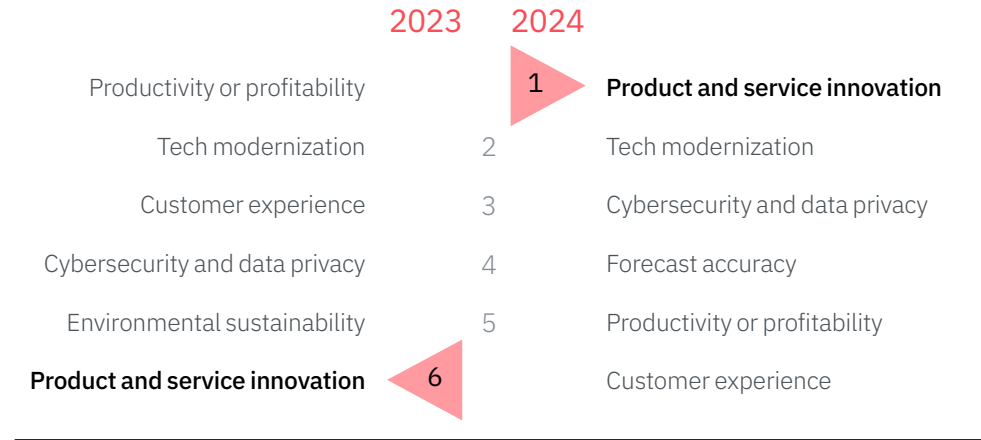 2023 2024
Productivity or profitability 1 Product and service innovation
Tech modernization 2 Tech modernization
Customer experience 3 Cybersecurity and data privacy
Cybersecurity and data privacy 4 Forecast accuracy
Environmental sustainability 5 Productivity or profitability
Product and service innovation 6 Customer experience